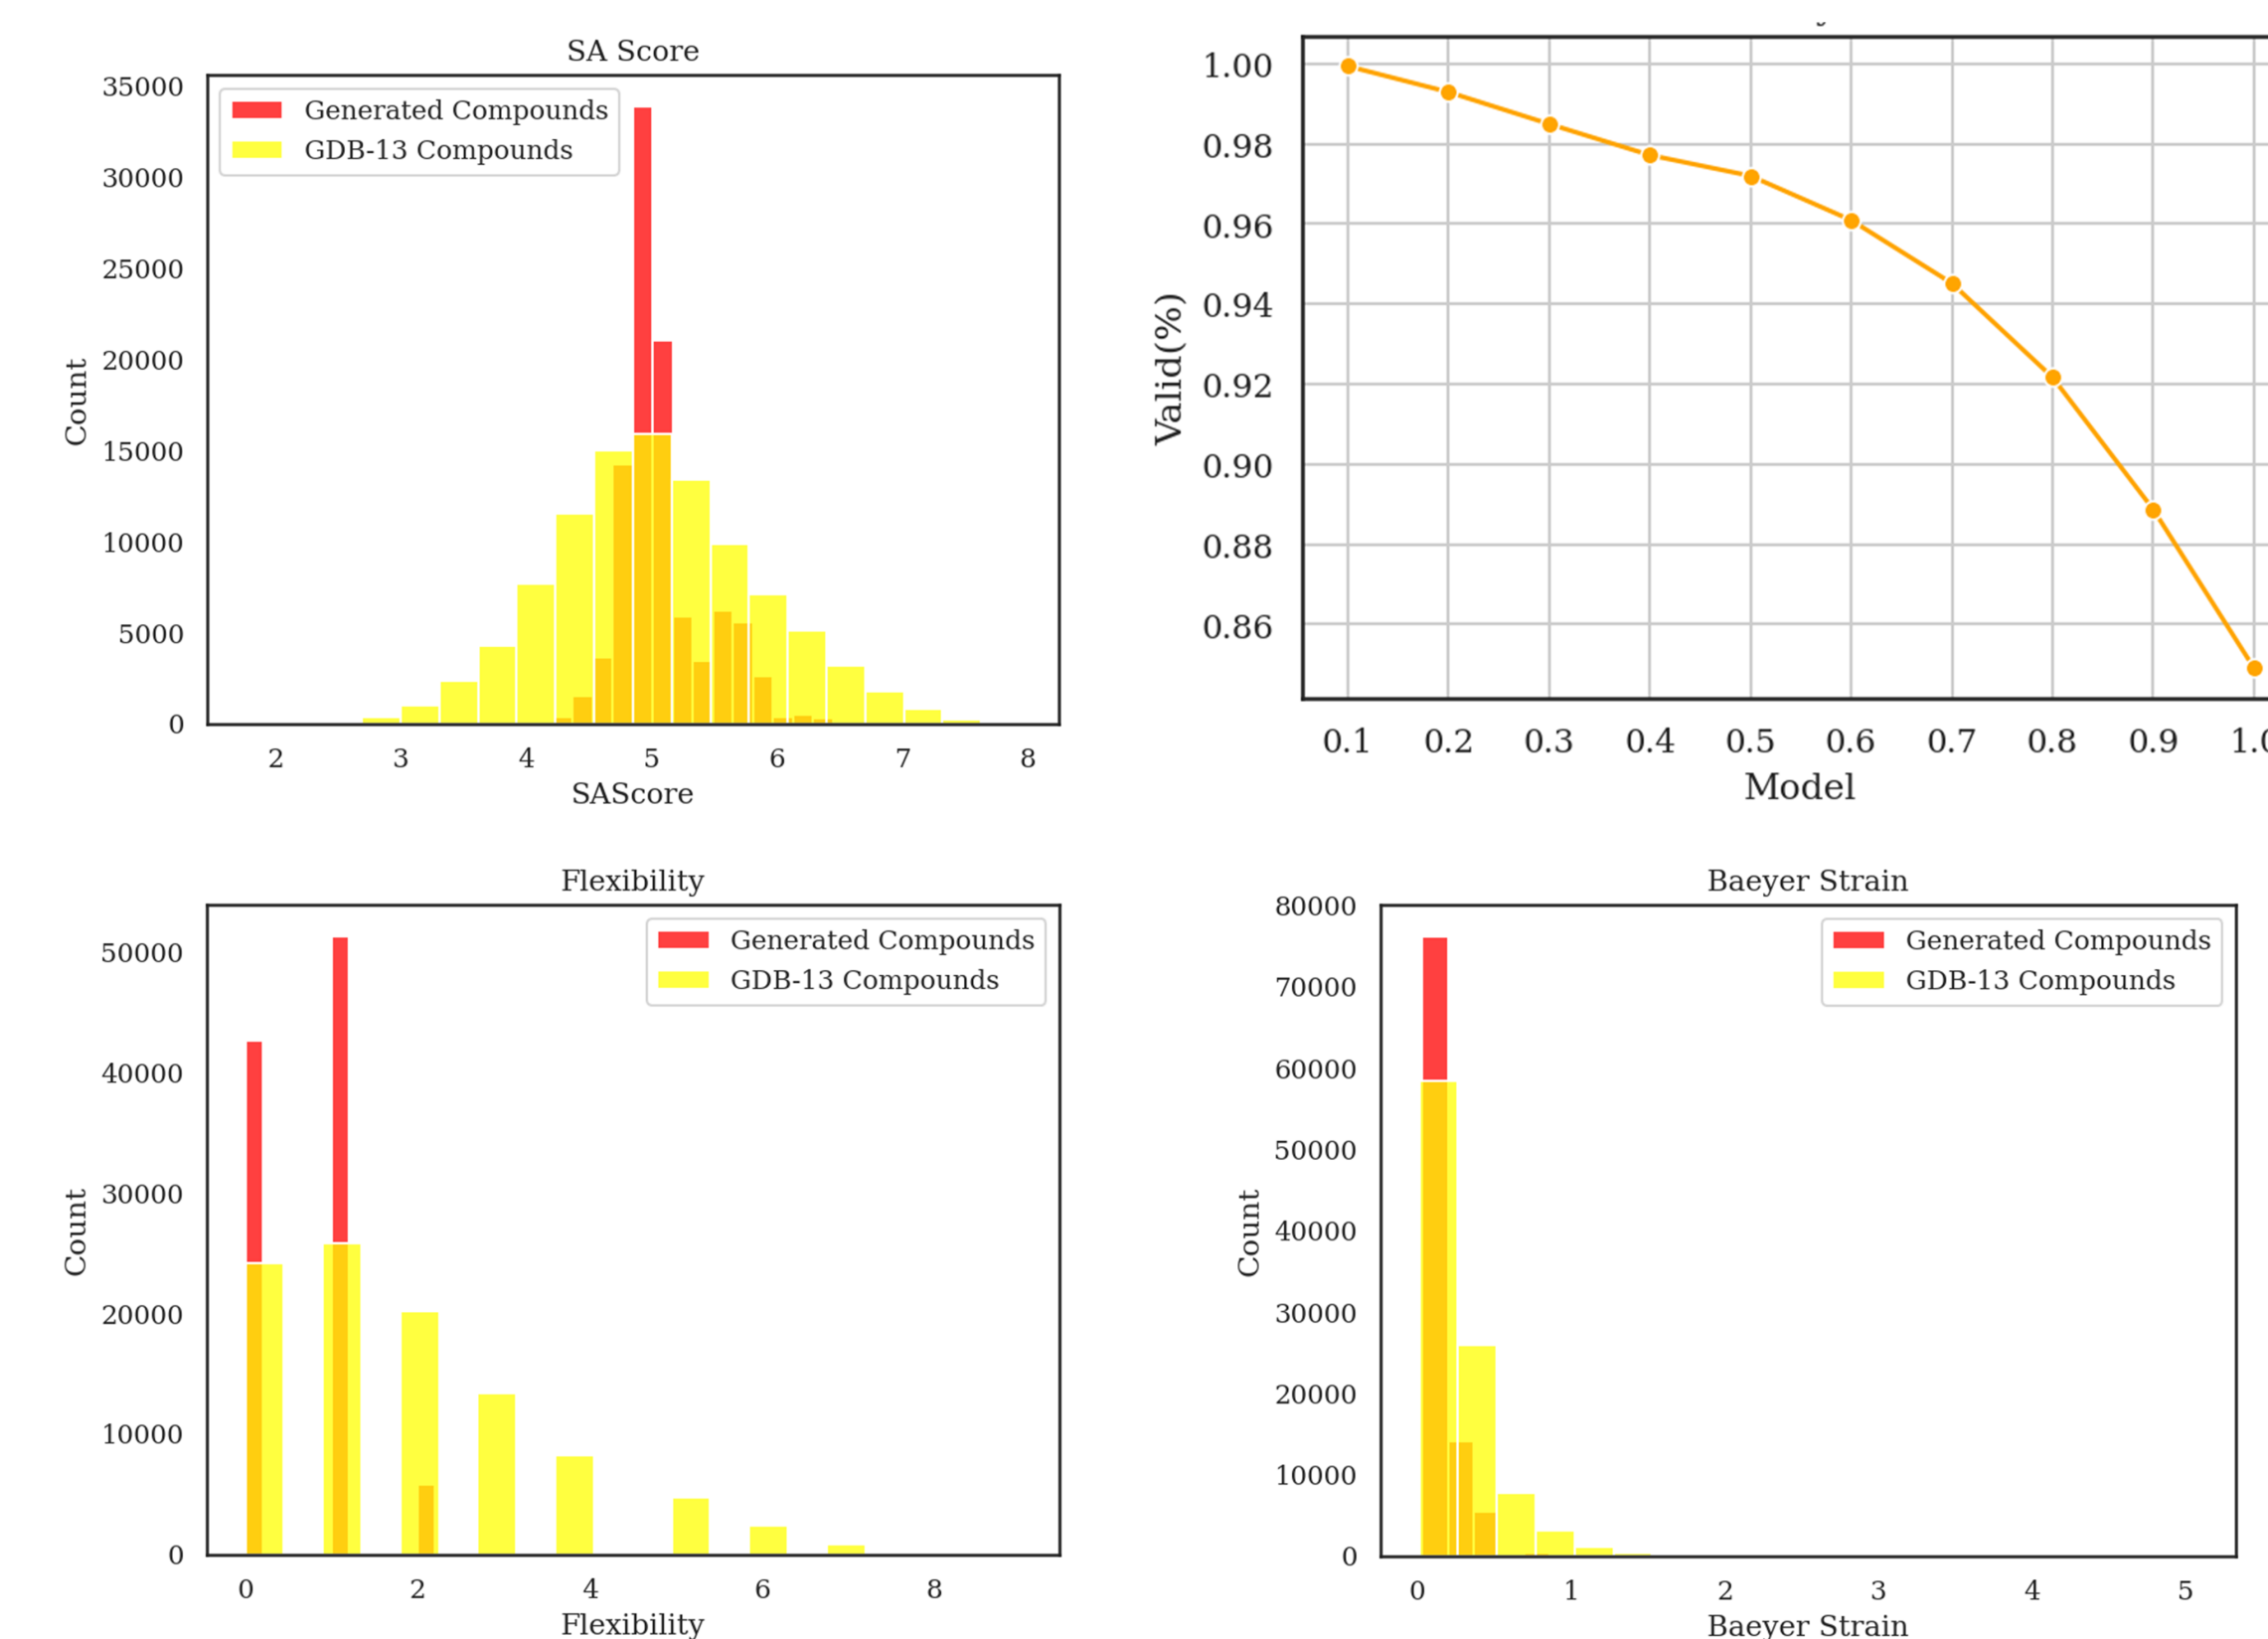 SA Score
Generated Compounds
GDB-13 Compounds
35000
30000
25000
20000
15000
10000
5000
0
Count
2 3 4 5 6 7 8
SAScore
1.00
0.98
0.96
0.94
0.92
0.90
0.88
0.86
Valid(%)
0.1 0.2 0.3 0.4 0.5 0.6 0.7 0.8 0.9 1.0
Model
Flexibility
Generated Compounds
GDB-13 Compounds
50000
40000
30000
20000
10000
0
Count
0 2 4 6 8
Flexibility
Baeyer Strain
Generated Compounds
GDB-13 Compounds
80000
70000
60000
50000
40000
30000
20000
10000
0
Count
0 1 2 3 4 5
Baeyer Strain